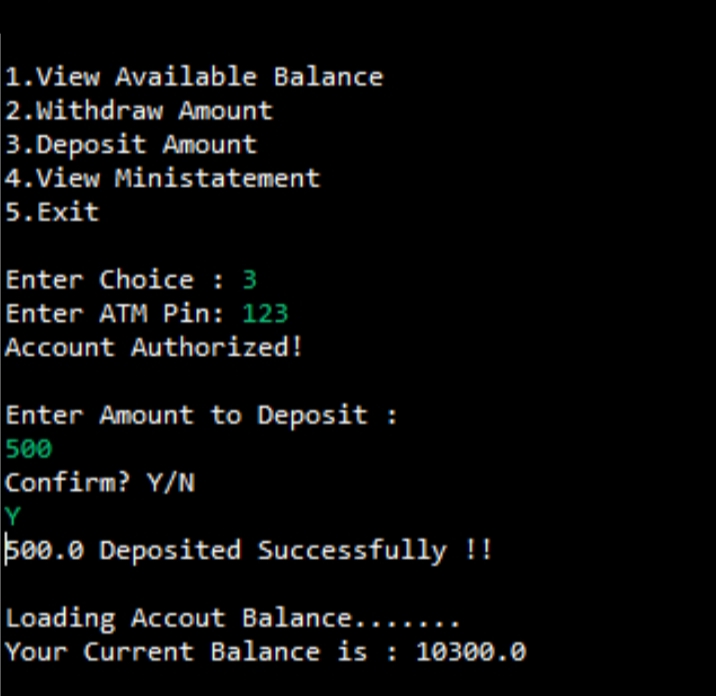 1.View Available Balance
2.Withdraw Amount
3.Deposit Amount
4.View Ministatement
5.Exit
Enter Choice : 3
Enter ATM Pin: 123
Account Authorized!
Enter Amount to Deposit :
500
Confirm? Y/N
Y
500.0 Deposited Successfully !!
Loading Accout Balance.......
Your Current Balance is : 10300.0